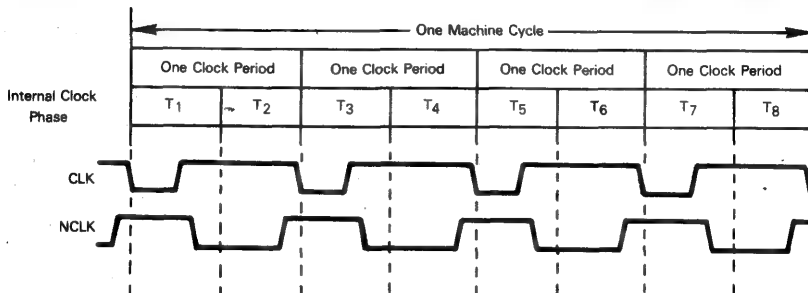 One Machine Cycle
One Clock Period One Clock Period One Clock Period One Clock Period
Internal Clock
Phase
T1 T2 T3 T4 T5 T6 T7 T8
CLK
NCLK